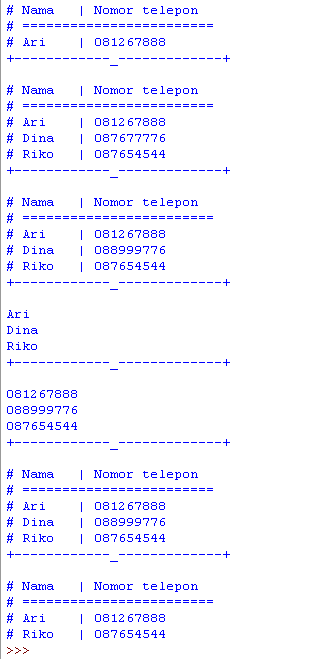 # Nama   | Nomor telepon
# ========================
# Ari    | 081267888
+------------_-------------+
# Nama   | Nomor telepon
# ========================
# Ari    | 081267888
# Dina   | 087677776
# Riko   | 087654544
+------------_-------------+
# Nama   | Nomor telepon
# ========================
# Ari    | 081267888
# Dina   | 088999776
# Riko   | 087654544
+------------_-------------+
Ari
Dina
Riko
+------------_-------------+
081267888
088999776
087654544
+------------_-------------+
# Nama   | Nomor telepon
# ========================
# Ari    | 081267888
# Dina   | 088999776
# Riko   | 087654544
+------------_-------------+
# Nama   | Nomor telepon
# ========================
# Ari    | 081267888
# Riko   | 087654544
>>>